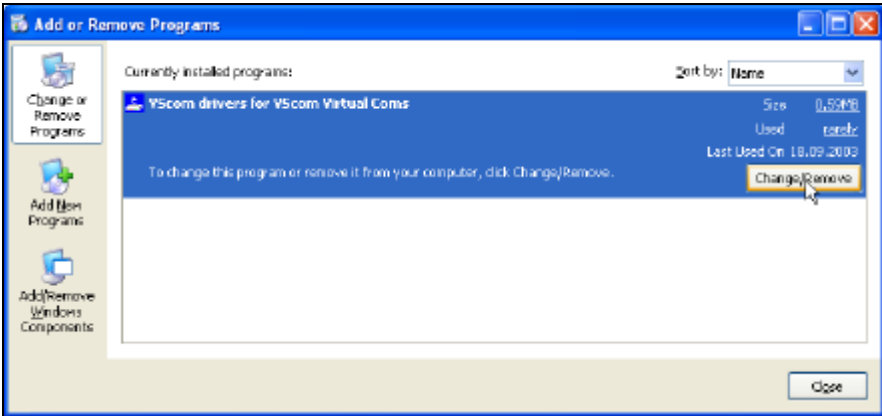 Add or Remove Programs
Change or
Remove
Programs
Add New
Programs
Add/Remove
Windows
Components
Currently installed programs:
Sort by: Name
VScom drivers for VScom Virtual Coms
Size 0,59MB
Used rarely
Last Used On 18.09.2003
To change this program or remove it from your computer, click Change/Remove.
Change/Remove
Close